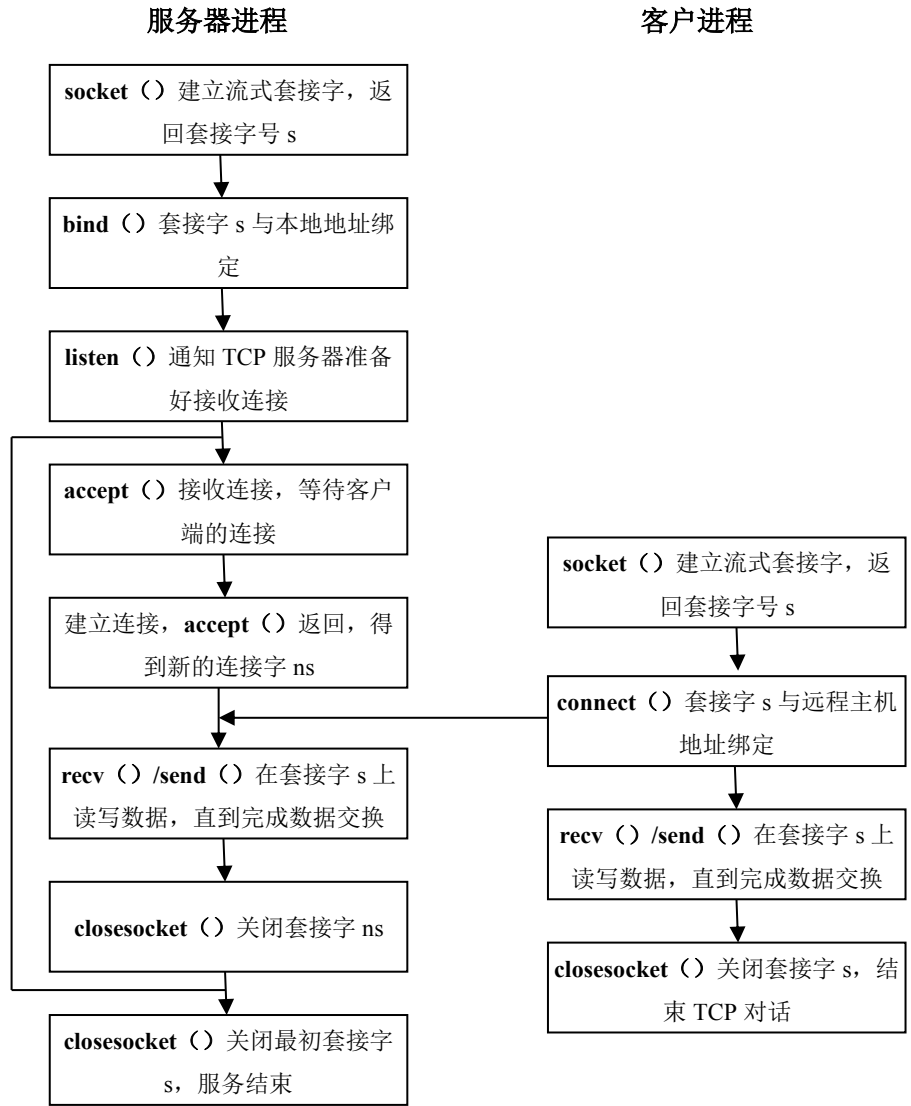 服务器进程
客户进程
socket（）建立流式套接字，返
回套接字号 s
bind（）套接字 s 与本地地址绑
定
listen（）通知 TCP 服务器准备
好接收连接
accept（）接收连接，等待客户
端的连接
建立连接，accept（）返回，得
到新的连接字 ns
recv（）/send（）在套接字 s 上
读写数据，直到完成数据交换
closesocket（）关闭套接字 ns
closesocket（）关闭最初套接字
s，服务结束
socket（）建立流式套接字，返
回套接字号 s
connect（）套接字 s 与远程主机
地址绑定
recv（）/send（）在套接字 s 上
读写数据，直到完成数据交换
closesocket（）关闭套接字 s，结
束 TCP 对话